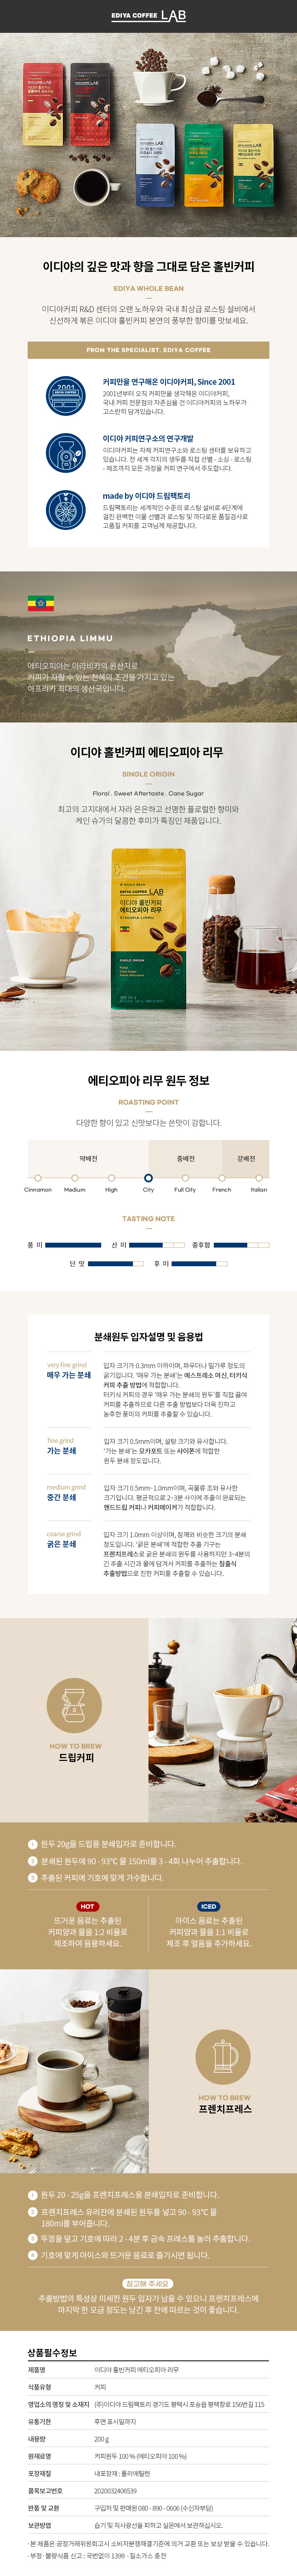 EDIYA COFFEE LAB
이디야의 깊은 맛과 향을 그대로 담은 홀빈커피
EDIYA WHOLE BEAN
이디야커피 R&D 센터의 오랜 노하우와 국내 최상급 로스팅 설비에서
신선하게 볶은 이디야 홀빈커피 본연의 풍부한 향미를 맛보세요.
FROM THE SPECIALIST, EDIYA COFFEE
2001
커피만을 연구해온 이디야커피, Since 2001
2001년부터 오직 커피만을 생각해온 이디야커피,
국내 커피 전문점의 자존심을 건 이디야커피의 노하우가
고스란히 담겨있습니다.
이디야 커피연구소의 연구개발
이디야커피는 자체 커피연구소와 로스팅 센터를 보유하고
있습니다. 전 세계 각지의 생두를 직접 선별 - 소싱 - 로스팅
- 제조까지 모든 과정을 커피 연구에서 주도합니다.
made by 이디야 드림팩토리
드림팩토리는 세계적인 수준의 로스팅 설비로 4단계에
걸친 완벽한 이물 선별과 로스팅 및 까다로운 품질검사로
고품질 커피를 고객님께 제공합니다.
ETHIOPIA LIMMU
에티오피아는 아라비카의 원산지로
커피가 자랄 수 있는 천혜의 조건을 가지고 있는
아프리카 최대의 생산국입니다.
이디야 홀빈커피 에티오피아 리무
SINGLE ORIGIN
Floral . Sweet Aftertaste . Cane Sugar
최고의 고지대에서 자라 은은하고 선명한 플로럴한 향미와
케인 슈가의 달콤한 후미가 특징인 제품입니다.
WHOLE BEAN
EDIYA COFFEE LAB
이디야 홀빈커피
에티오피아 리무
ETHIOPIA LIMMU
SINGLE ORIGIN
Floral
Cane Sugar
Sweet Aftertaste
에티오피아 리무 원두 정보
ROASTING POINT
다양한 향이 있고 신맛보다는 쓴맛이 강합니다.
약배전 중배전 강배전
Cinnamon Medium High City Full City French Italian
TASTING NOTE
풍 미 산 미 중후함
단 맛 후 미
분쇄원두 입자설명 및 음용법
very fine grind
매우 가는 분쇄
입자 크기가 0.3mm 이하이며, 파우더나 밀가루 정도의
굵기입니다. '매우 가는 분쇄'는 에스프레소 머신, 터키식
커피 추출 방법에 적합합니다.
터키식 커피의 경우 '매우 가는 분쇄의 원두'를 직접 끓여
커피를 추출하므로 다른 추출 방법보다 더욱 진하고
농후한 풍미의 커피를 추출할 수 있습니다.
fine grind
가는 분쇄
입자 크기 0.5mm이며, 설탕 크기와 유사합니다.
'가는 분쇄'는 모카포트 또는 사이폰에 적합한
원두 분쇄 정도입니다.
medium grind
중간 분쇄
입자 크기 0.5mm~1.0mm이며, 곡물류 조와 유사한
크기입니다. 평균적으로 2~3분 사이에 추출이 완료되는
핸드드립 커피나 커피메이커가 적합합니다.
coarse grind
굵은 분쇄
입자 크기 1.0mm 이상이며, 참깨와 비슷한 크기의 분쇄
정도입니다. '굵은 분쇄'에 적합한 추출 기구는
프렌치프레스로 굵은 분쇄의 원두를 사용하지만 3~4분의
긴 추출 시간과 물에 담겨서 커피를 추출하는 침출식
추출방법으로 진한 커피를 추출할 수 있습니다.
HOW TO BREW
드립커피
1 원두 20g을 드립용 분쇄입자로 준비합니다.
2 분쇄된 원두에 90 - 93℃ 물 150ml를 3 - 4회 나누어 추출합니다.
3 추출된 커피에 기호에 맞게 가수합니다.
HOT
뜨거운 음료는 추출된
커피양과 물을 1:2 비율로
제조하여 음용하세요.
ICED
아이스 음료는 추출된
커피양과 물을 1:1 비율로
제조 후 얼음을 추가하세요.
HOW TO BREW
프렌치프레스
1 원두 20 - 25g을 프렌치프레스용 분쇄입자로 준비합니다.
2 프렌치프레스 유리잔에 분쇄된 원두를 넣고 90 - 93℃ 물
180ml를 부어줍니다.
3 뚜껑을 덮고 기호에 따라 2 - 4분 후 금속 프레스를 눌러 추출합니다.
4 기호에 맞게 아이스와 뜨거운 음료로 즐기시면 됩니다.
참고해 주세요
추출방법의 특성상 미세한 원두 입자가 남을 수 있으니 프렌치프레스에
마지막 한 모금 정도는 남긴 후 잔에 따르는 것이 좋습니다.
상품필수정보
제품명 이디야 홀빈커피 에티오피아 리무
식품유형 커피
영업소의 명칭 및 소재지 (주)이디야 드림팩토리 경기도 평택시 포승읍 평택항로 156번길 115
유통기한 후면 표시일까지
내용량 200 g
원재료명 커피원두 100 % (에티오피아 100 %)
포장재질 내포장재 : 폴리에틸렌
품목보고번호 2020032406539
반품 및 교환 구입처 및 판매원 080 - 890 - 0606 (수신자부담)
보관방법 습기 및 직사광선을 피하고 실온에서 보관하십시오.
· 본 제품은 공정거래위원회고시 소비자분쟁해결기준에 의거 교환 또는 보상 받을 수 있습니다.
· 부정 · 불량식품 신고 : 국번없이 1399 · 질소가스 충전